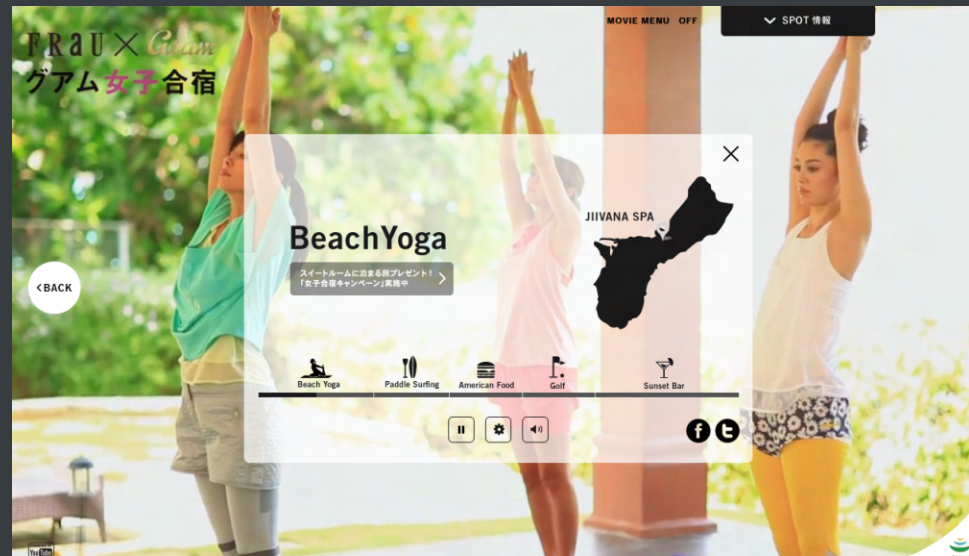 FRaU×Guam
グアム女子合宿
MOVIE MENU OFF
SPOT 情報
JIIVANA SPA
BeachYoga
スイートルームに泊まる旅プレゼント!
「女子合宿キャンペーン」実施中
<BACK
Beach Yoga
Paddle Surfing
American Food
Golf
Sunset Bar
f
t
YouTube